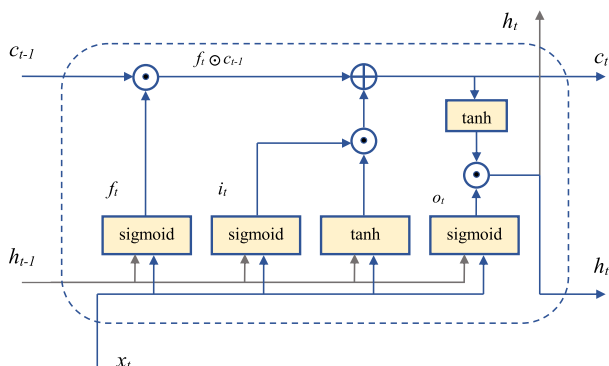 h_t
c_{t-1}
f_t ⊙ c_{t-1}
c_t
tanh
f_t
i_t
o_t
sigmoid
sigmoid
tanh
sigmoid
h_{t-1}
h_t
x_t